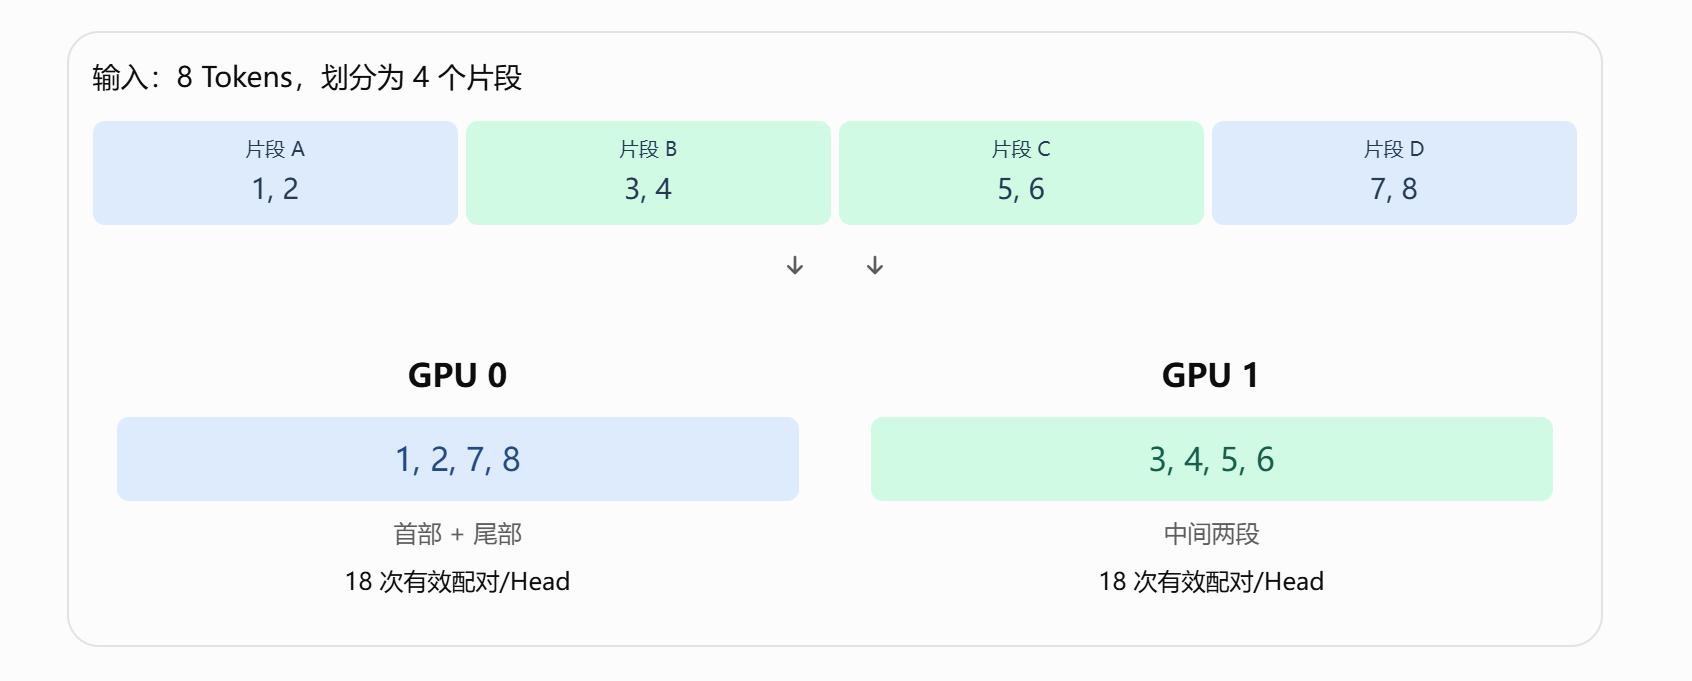 输入：8 Tokens，划分为 4 个片段
片段 A
1, 2
片段 B
3, 4
片段 C
5, 6
片段 D
7, 8
↓ ↓
GPU 0
1, 2, 7, 8
首部 + 尾部
18 次有效配对/Head
GPU 1
3, 4, 5, 6
中间两段
18 次有效配对/Head